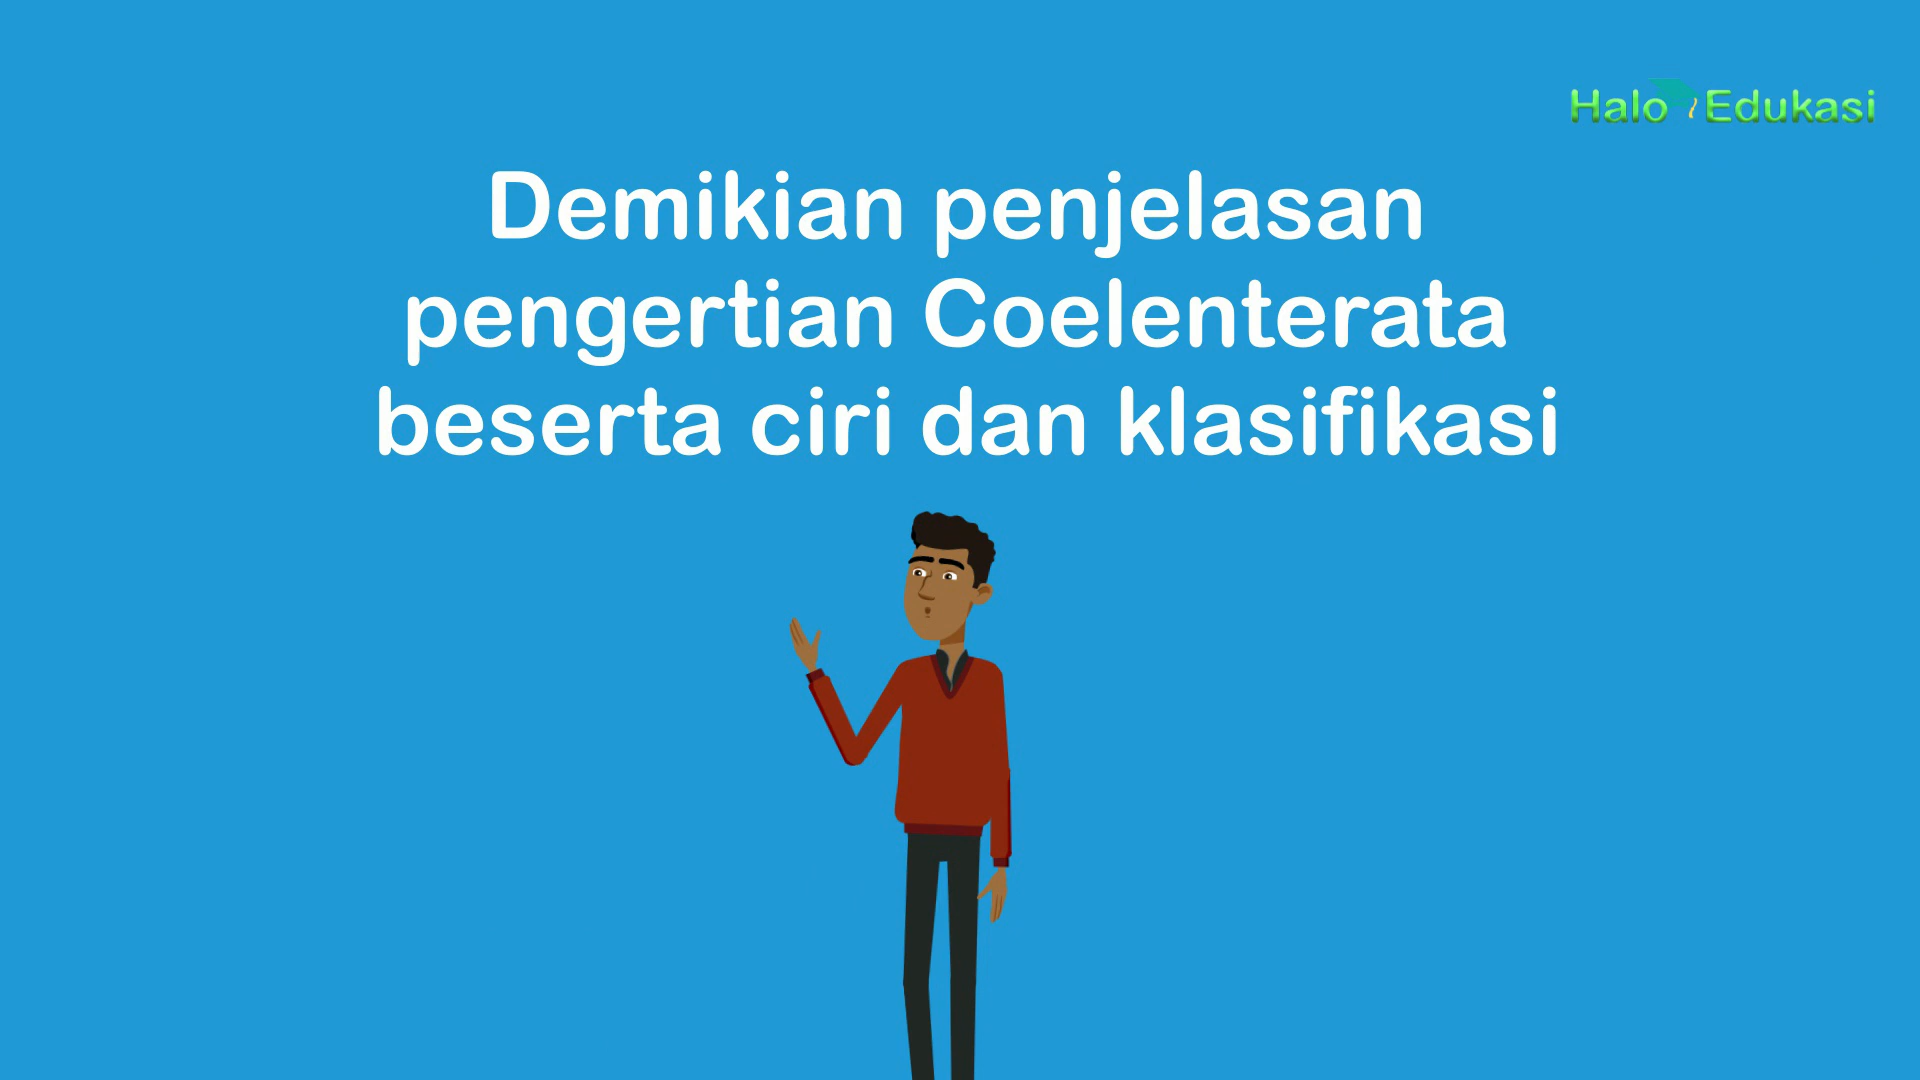 Halo Edukasi
Demikian penjelasan
pengertian Coelenterata
beserta ciri dan klasifikasi